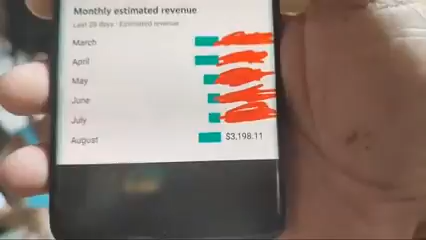 Monthly estimated revenue
Last 28 days · Estimated revenue
March
April
May
June
July
August $3,198.11